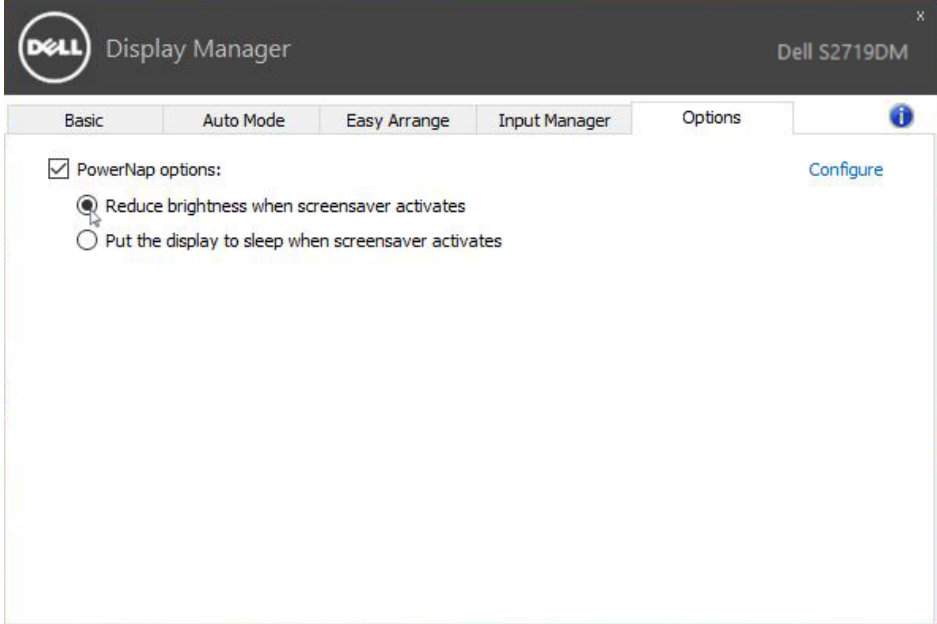 x
DELL Display Manager
Dell S2719DM
Basic Auto Mode Easy Arrange Input Manager Options i
PowerNap options: Configure
Reduce brightness when screensaver activates
Put the display to sleep when screensaver activates